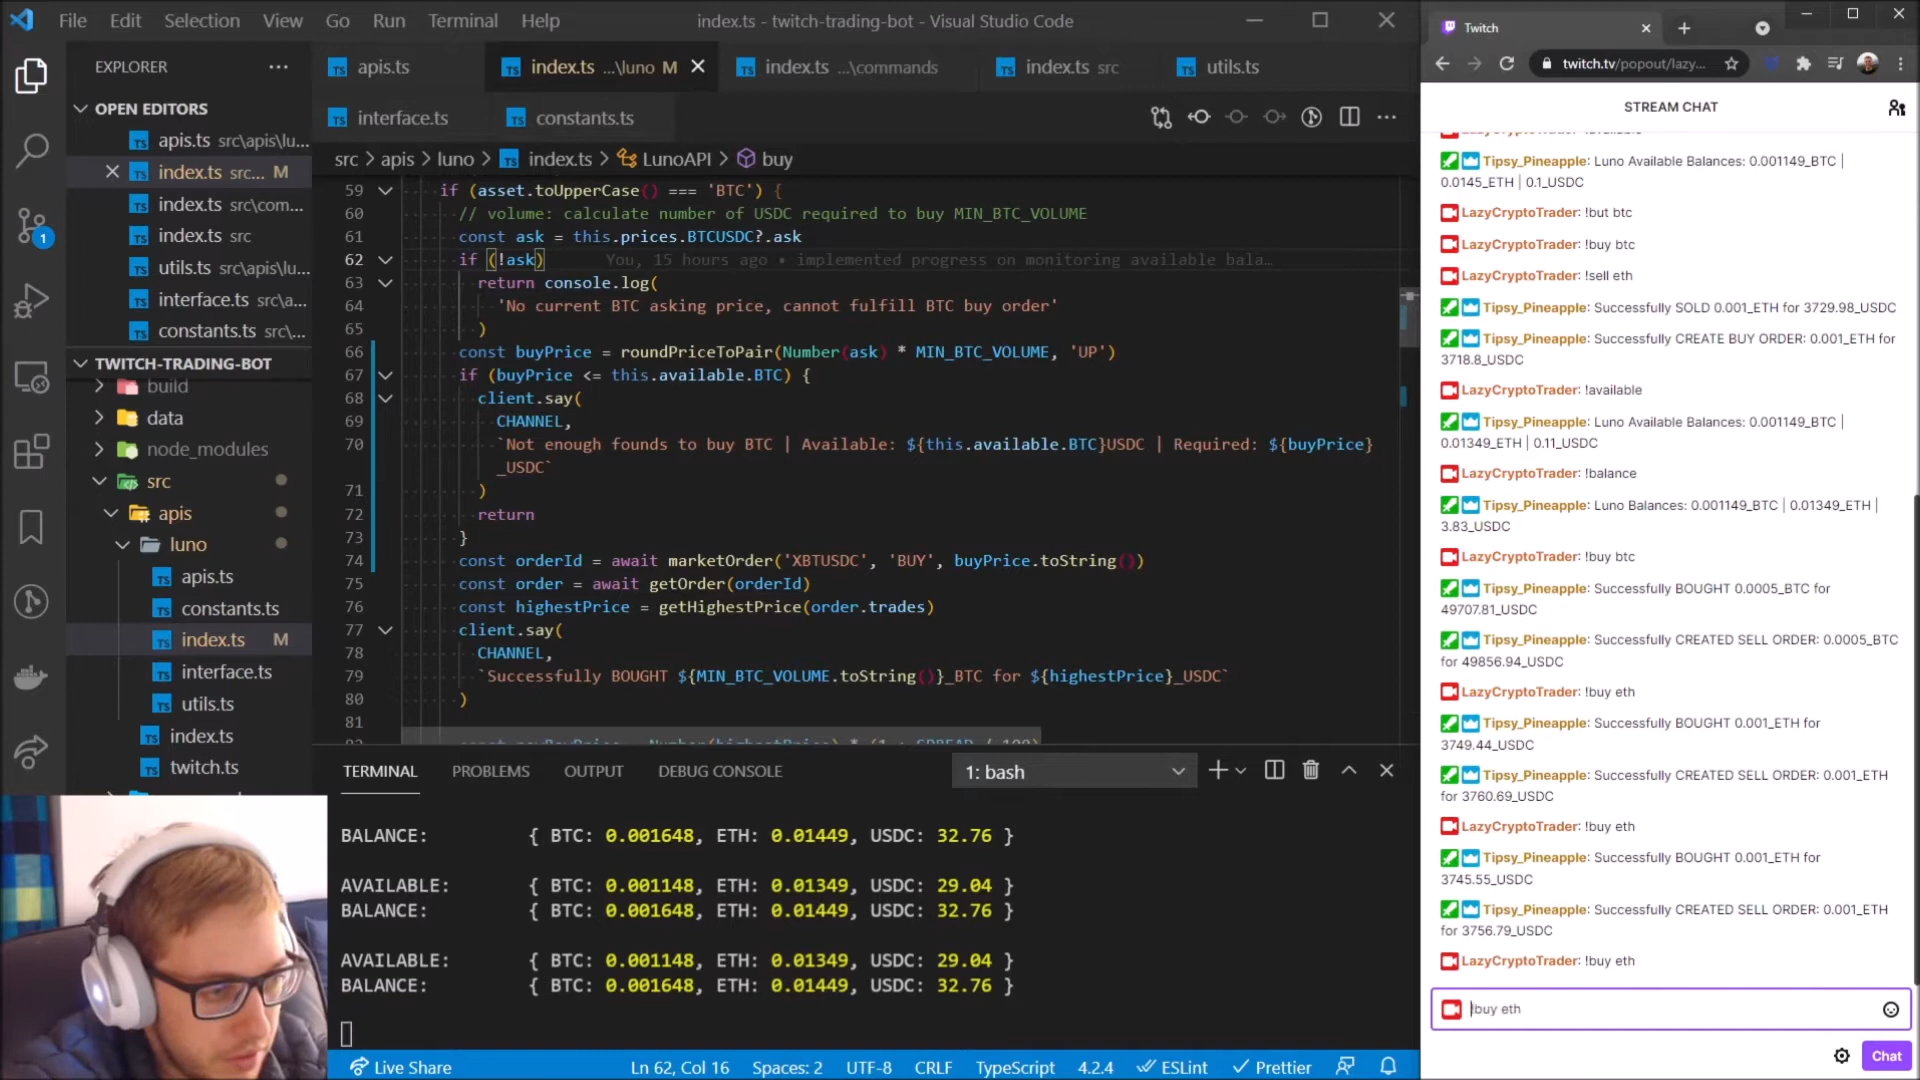 File Edit Selection View Go Run Terminal Help
index.ts - twitch-trading-bot - Visual Studio Code
EXPLORER
OPEN EDITORS
apis.ts src\apis\lu...
index.ts src... M
index.ts src\com...
index.ts src
utils.ts src\apis\lu...
interface.ts src\a...
constants.ts src\...
TWITCH-TRADING-BOT
build
data
node_modules
src
apis
luno
apis.ts
constants.ts
index.ts M
interface.ts
utils.ts
index.ts
twitch.ts
1
apis.ts
index.ts ...\luno M
index.ts ...\commands
index.ts src
utils.ts
interface.ts
constants.ts
src > apis > luno > index.ts > LunoAPI > buy
59 if (asset.toUpperCase() === 'BTC') {
60 // volume: calculate number of USDC required to buy MIN_BTC_VOLUME
61 const ask = this.prices.BTCUSDC?.ask
62 if (!ask) You, 15 hours ago • implemented progress on monitoring available bala…
63 return console.log(
64 'No current BTC asking price, cannot fulfill BTC buy order'
65 )
66 const buyPrice = roundPriceToPair(Number(ask) * MIN_BTC_VOLUME, 'UP')
67 if (buyPrice <= this.available.BTC) {
68 client.say(
69 CHANNEL,
70 `Not enough founds to buy BTC | Available: ${this.available.BTC}USDC | Required: ${buyPrice}
_USDC`
71 )
72 return
73 }
74 const orderId = await marketOrder('XBTUSDC', 'BUY', buyPrice.toString())
75 const order = await getOrder(orderId)
76 const highestPrice = getHighestPrice(order.trades)
77 client.say(
78 CHANNEL,
79 `Successfully BOUGHT ${MIN_BTC_VOLUME.toString()}_BTC for ${highestPrice}_USDC`
80 )
81
TERMINAL PROBLEMS OUTPUT DEBUG CONSOLE
1: bash
BALANCE: { BTC: 0.001648, ETH: 0.01449, USDC: 32.76 }
AVAILABLE: { BTC: 0.001148, ETH: 0.01349, USDC: 29.04 }
BALANCE: { BTC: 0.001648, ETH: 0.01449, USDC: 32.76 }
AVAILABLE: { BTC: 0.001148, ETH: 0.01349, USDC: 29.04 }
BALANCE: { BTC: 0.001648, ETH: 0.01449, USDC: 32.76 }
Live Share
Ln 62, Col 16 Spaces: 2 UTF-8 CRLF TypeScript 4.2.4 ESLint Prettier
Twitch
twitch.tv/popout/lazy...
STREAM CHAT
LazyCryptoTrader: !available
Tipsy_Pineapple: Luno Available Balances: 0.001149_BTC |
0.0145_ETH | 0.1_USDC
LazyCryptoTrader: !but btc
LazyCryptoTrader: !buy btc
LazyCryptoTrader: !sell eth
Tipsy_Pineapple: Successfully SOLD 0.001_ETH for 3729.98_USDC
Tipsy_Pineapple: Successfully CREATE BUY ORDER: 0.001_ETH for
3718.8_USDC
LazyCryptoTrader: !available
Tipsy_Pineapple: Luno Available Balances: 0.001149_BTC |
0.01349_ETH | 0.11_USDC
LazyCryptoTrader: !balance
Tipsy_Pineapple: Luno Balances: 0.001149_BTC | 0.01349_ETH |
3.83_USDC
LazyCryptoTrader: !buy btc
Tipsy_Pineapple: Successfully BOUGHT 0.0005_BTC for
49707.81_USDC
Tipsy_Pineapple: Successfully CREATED SELL ORDER: 0.0005_BTC
for 49856.94_USDC
LazyCryptoTrader: !buy eth
Tipsy_Pineapple: Successfully BOUGHT 0.001_ETH for
3749.44_USDC
Tipsy_Pineapple: Successfully CREATED SELL ORDER: 0.001_ETH
for 3760.69_USDC
LazyCryptoTrader: !buy eth
Tipsy_Pineapple: Successfully BOUGHT 0.001_ETH for
3745.55_USDC
Tipsy_Pineapple: Successfully CREATED SELL ORDER: 0.001_ETH
for 3756.79_USDC
LazyCryptoTrader: !buy eth
!buy eth
Chat